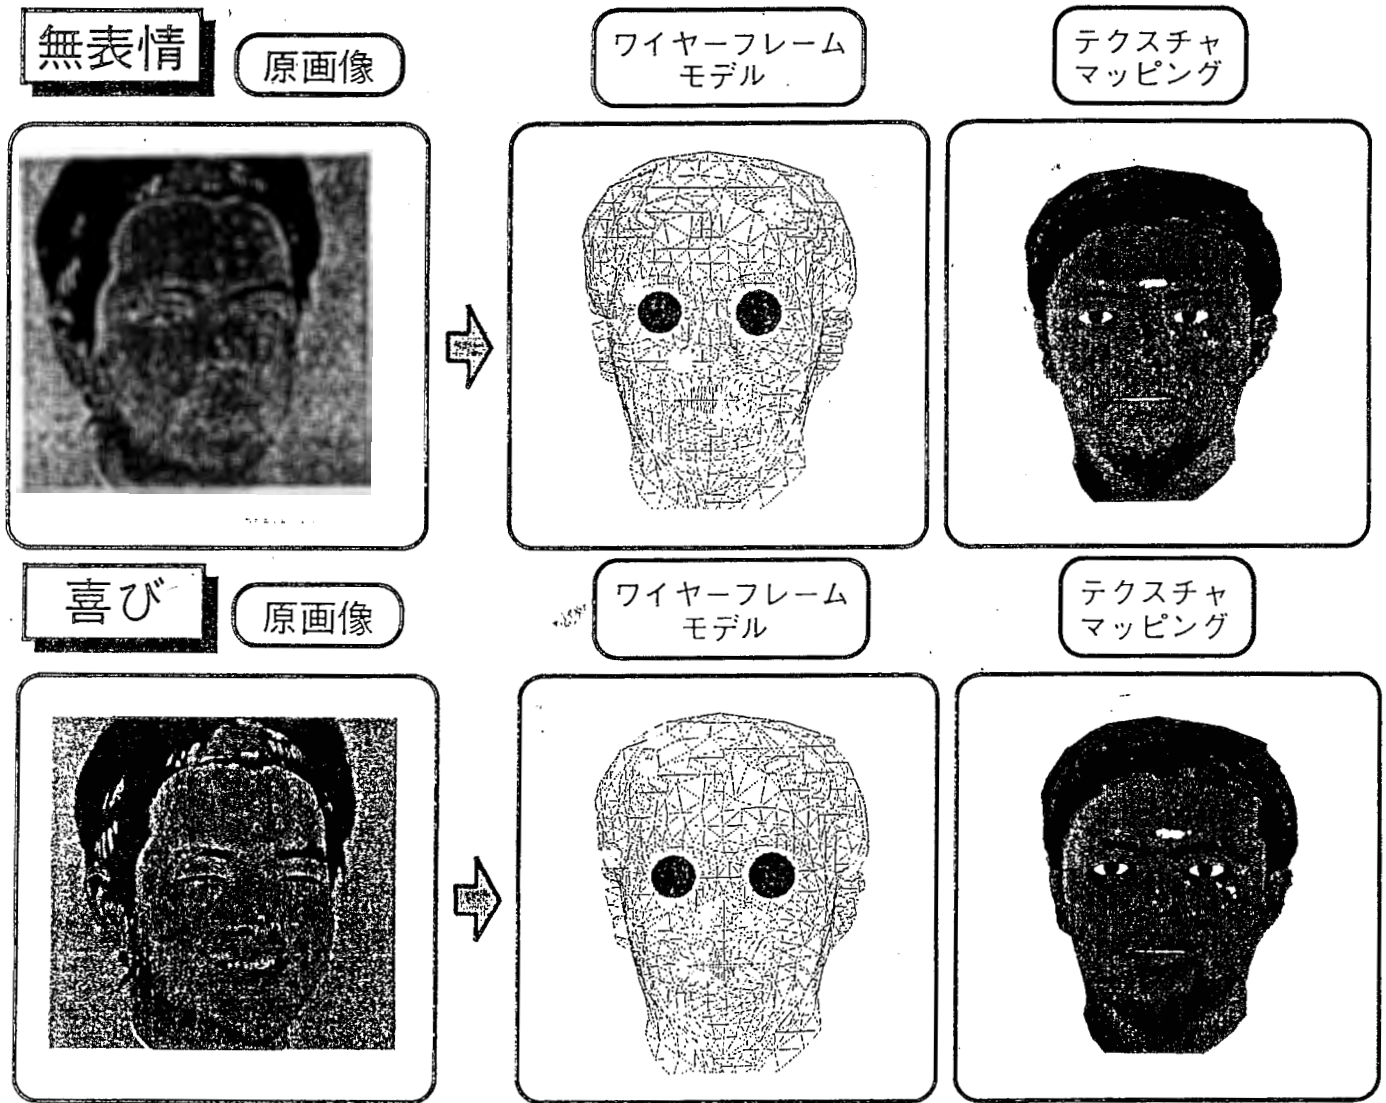 無表情
原画像
ワイヤーフレーム
モデル
テクスチャ
マッピング
喜び
原画像
ワイヤーフレーム
モデル
テクスチャ
マッピング